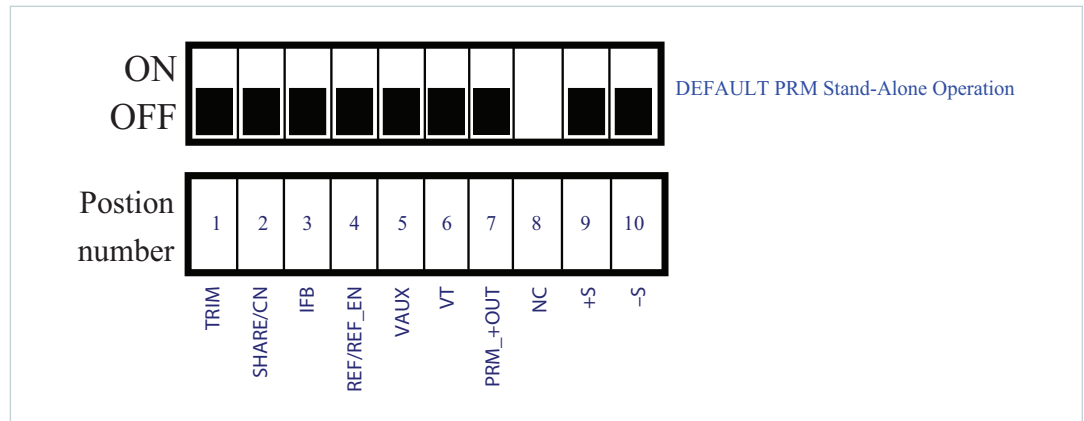 ON
OFF
DEFAULT PRM Stand-Alone Operation
Postion
number
1 2 3 4 5 6 7 8 9 10
TRIM
SHARE/CN
IFB
REF/REF_EN
VAUX
VT
PRM_+OUT
NC
+S
–S